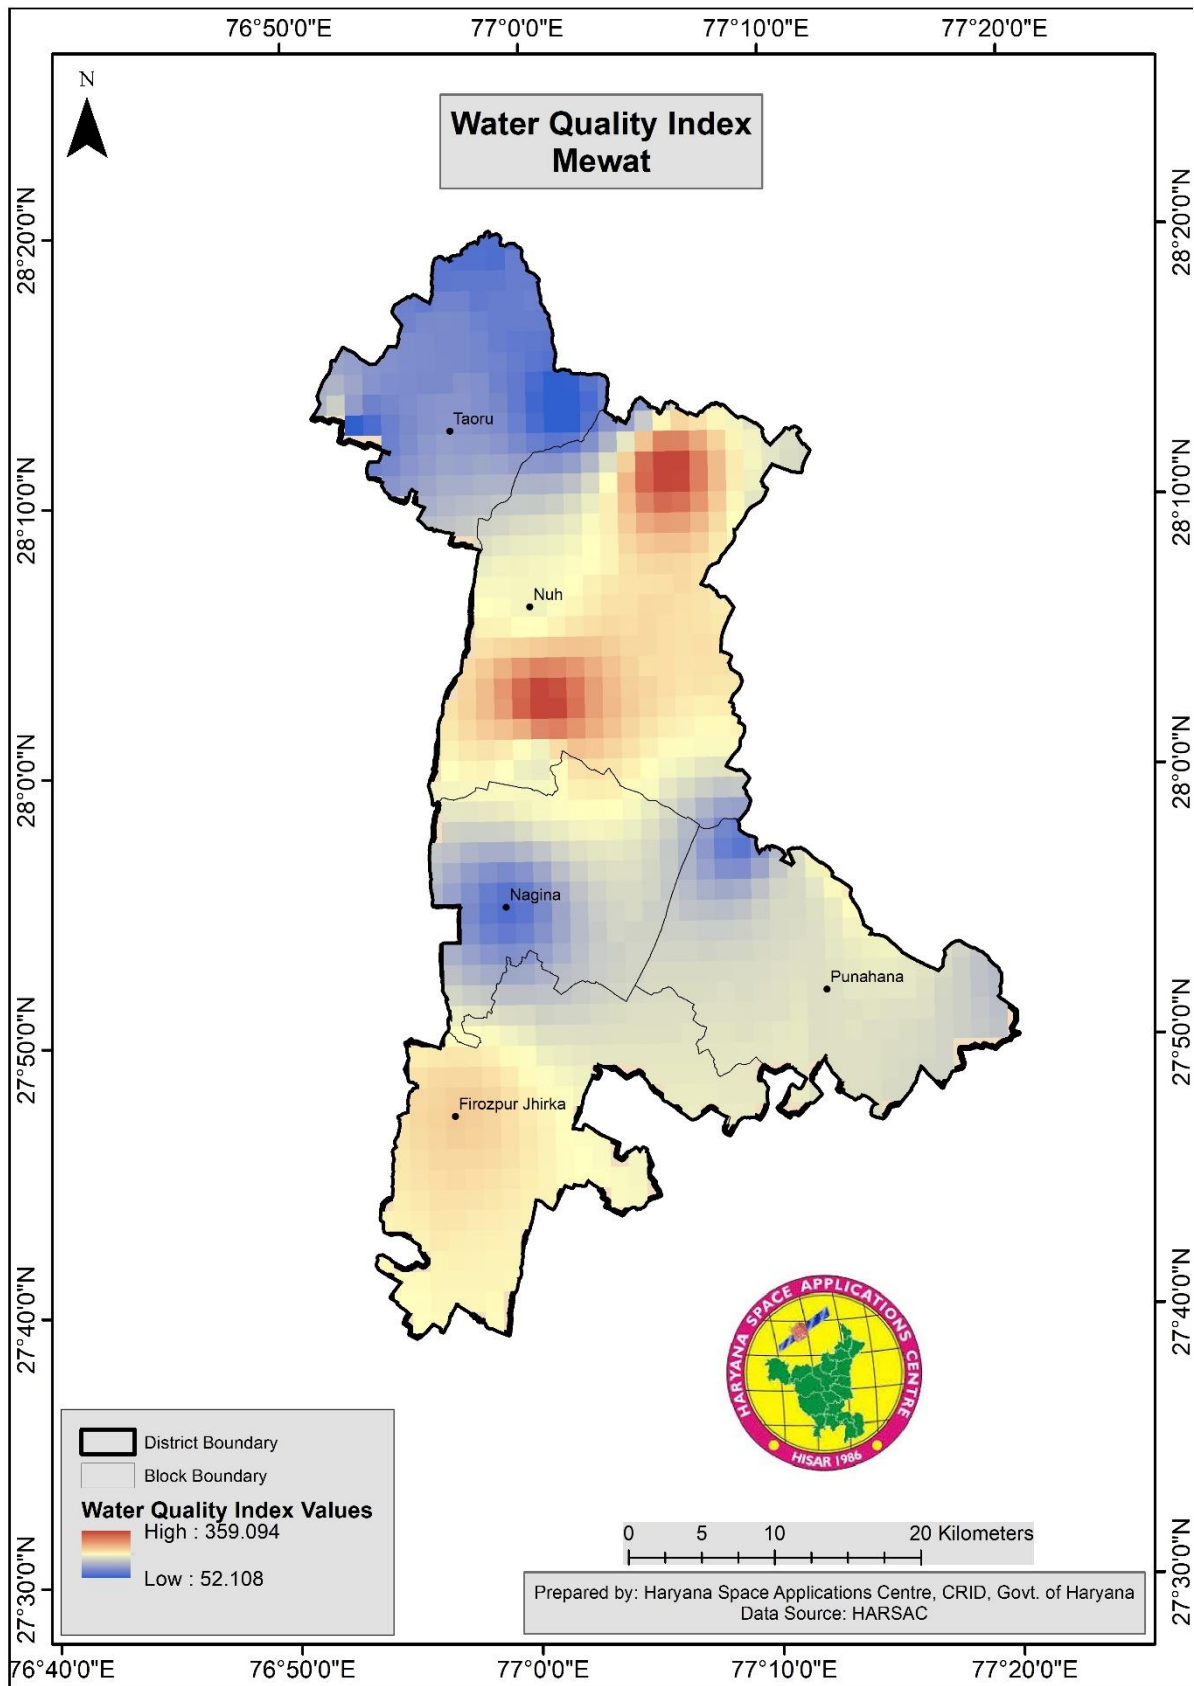 76°50'0"E
77°0'0"E
77°10'0"E
77°20'0"E
N
Water Quality Index
Mewat
28°20'0"N
28°20'0"N
Taoru
28°10'0"N
28°10'0"N
Nuh
28°0'0"N
28°0'0"N
Nagina
Punahana
27°50'0"N
27°50'0"N
Firozpur Jhirka
27°40'0"N
27°40'0"N
HARYANA SPACE APPLICATIONS CENTRE
HISAR 1986
District Boundary
Block Boundary
Water Quality Index Values
High : 359.094
Low : 52.108
0 5 10 20 Kilometers
27°30'0"N
27°30'0"N
Prepared by: Haryana Space Applications Centre, CRID, Govt. of Haryana
Data Source: HARSAC
76°40'0"E
76°50'0"E
77°0'0"E
77°10'0"E
77°20'0"E